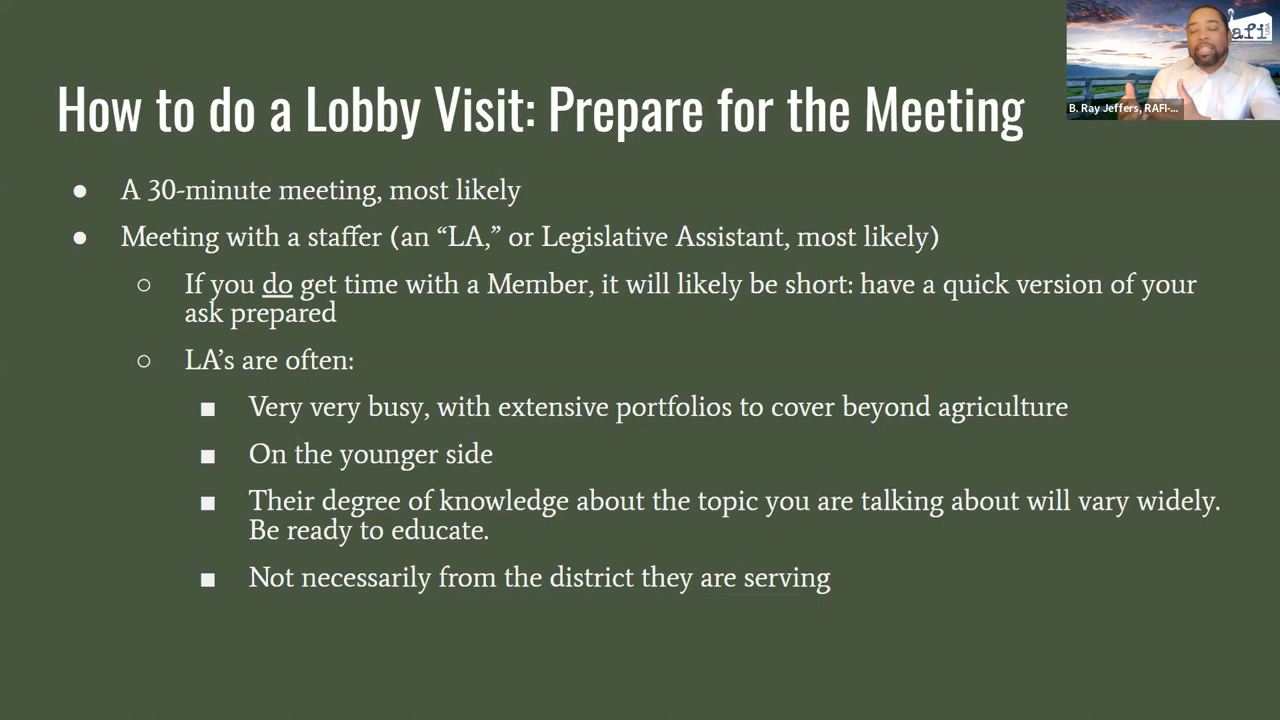 How to do a Lobby Visit: Prepare for the Meeting
● A 30-minute meeting, most likely
● Meeting with a staffer (an “LA,” or Legislative Assistant, most likely)
○ If you do get time with a Member, it will likely be short: have a quick version of your
ask prepared
○ LA’s are often:
■ Very very busy, with extensive portfolios to cover beyond agriculture
■ On the younger side
■ Their degree of knowledge about the topic you are talking about will vary widely.
Be ready to educate.
■ Not necessarily from the district they are serving
afi
USA
B. Ray Jeffers, RAFI-...